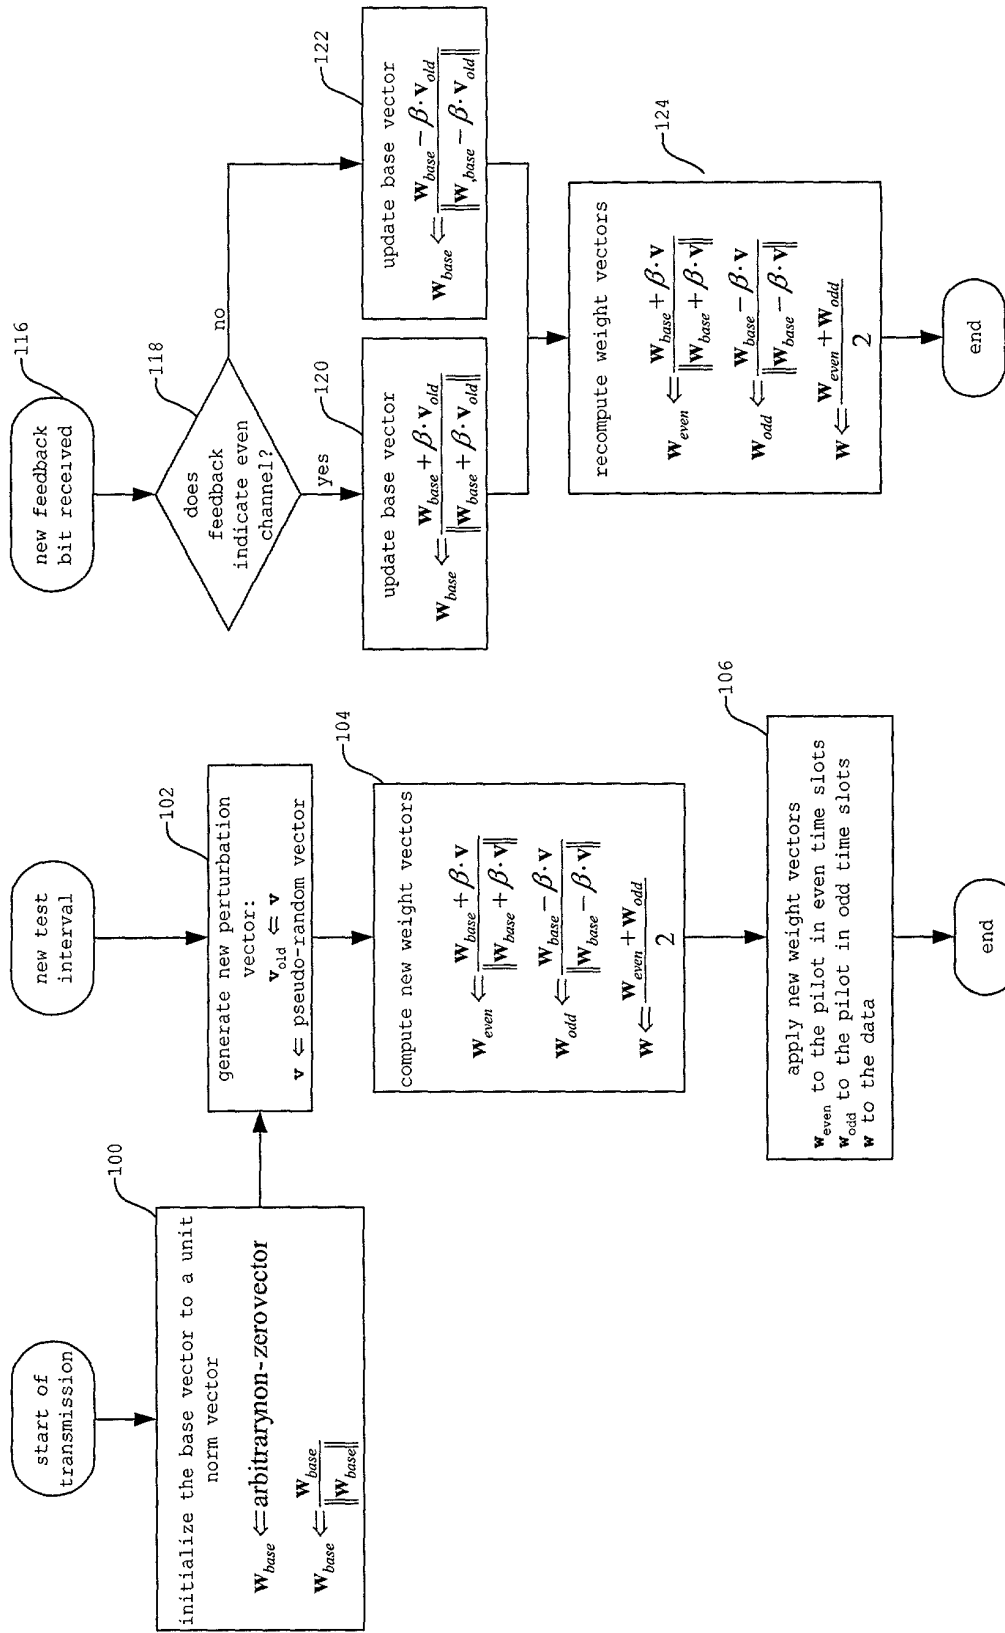 start of
transmission
100
initialize the base vector to a unit
norm vector
w_base ⇐ arbitrarynon-zerovector
w_base ⇐ w_base / ‖w_base‖
new test
interval
102
generate new perturbation
vector:
v_old ⇐ v
v ⇐ pseudo-random vector
104
compute new weight vectors
w_even ⇐ w_base + β·v / ‖w_base + β·v‖
w_odd ⇐ w_base − β·v / ‖w_base − β·v‖
w ⇐ w_even + w_odd / 2
106
apply new weight vectors
w_even to the pilot in even time slots
w_odd to the pilot in odd time slots
w to the data
end
new feedback
bit received
116
118
does
feedback
indicate even
channel?
yes
no
120
update base vector
w_base ⇐ w_base + β·v_old / ‖w_base + β·v_old‖
122
update base vector
w_base ⇐ w_base − β·v_old / ‖w_base − β·v_old‖
124
recompute weight vectors
w_even ⇐ w_base + β·v / ‖w_base + β·v‖
w_odd ⇐ w_base − β·v / ‖w_base − β·v‖
w ⇐ w_even + w_odd / 2
end